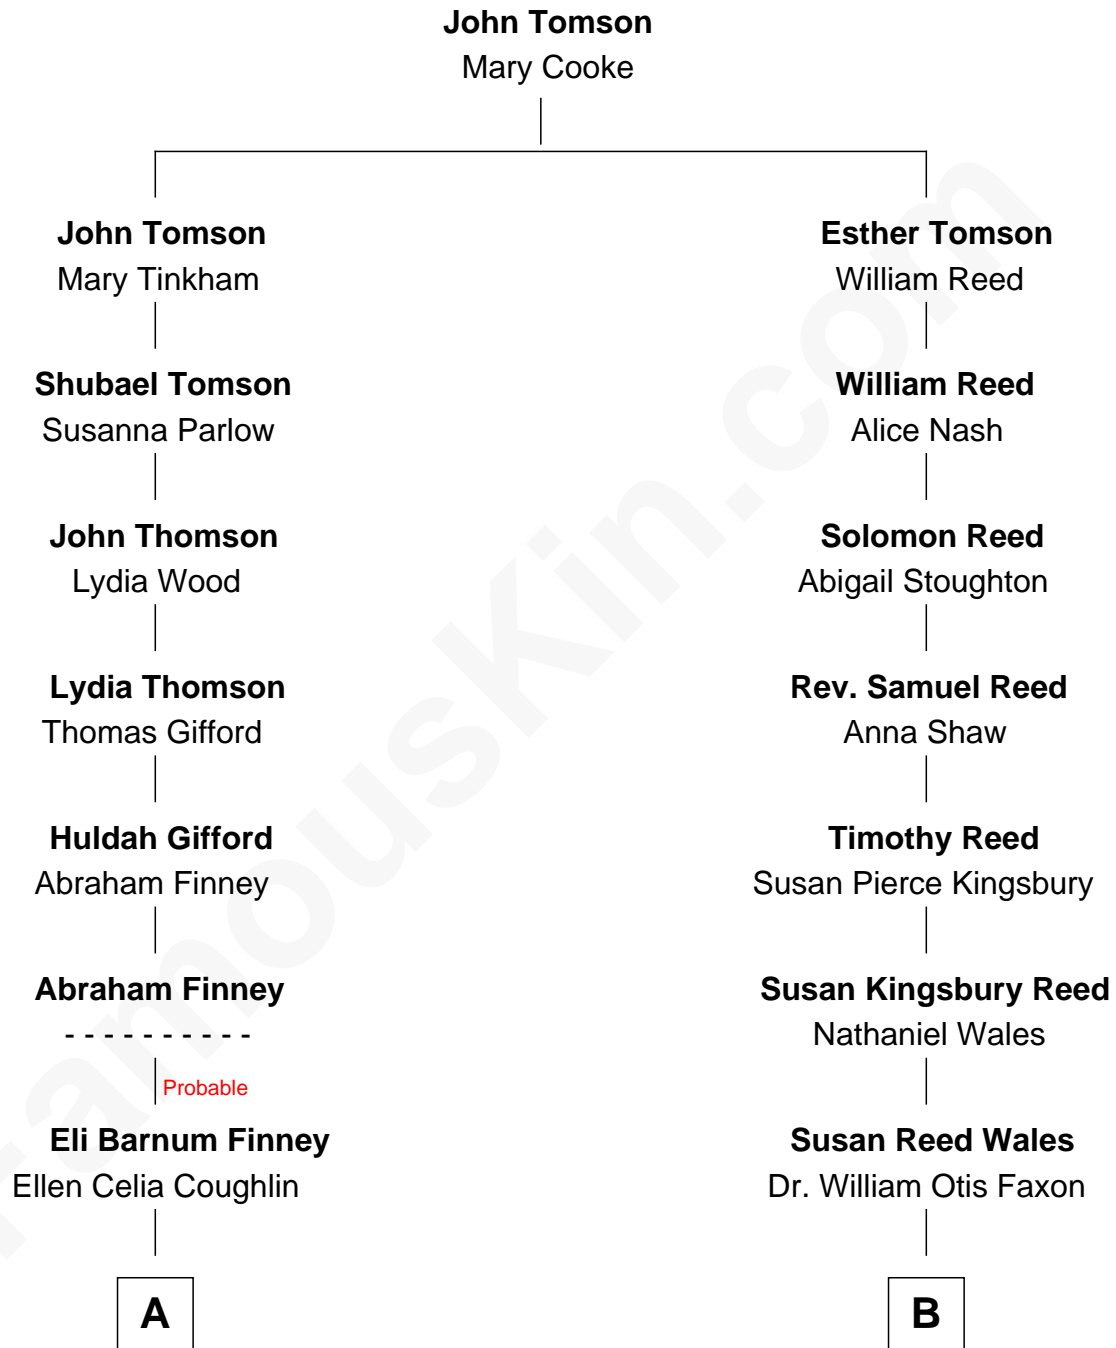 John Tomson
Mary Cooke
John Tomson
Mary Tinkham
Shubael Tomson
Susanna Parlow
John Thomson
Lydia Wood
Lydia Thomson
Thomas Gifford
Huldah Gifford
Abraham Finney
Abraham Finney
- - - - - - - - - -
Probable
Eli Barnum Finney
Ellen Celia Coughlin
A
Esther Tomson
William Reed
William Reed
Alice Nash
Solomon Reed
Abigail Stoughton
Rev. Samuel Reed
Anna Shaw
Timothy Reed
Susan Pierce Kingsbury
Susan Kingsbury Reed
Nathaniel Wales
Susan Reed Wales
Dr. William Otis Faxon
B
FamousKin.com